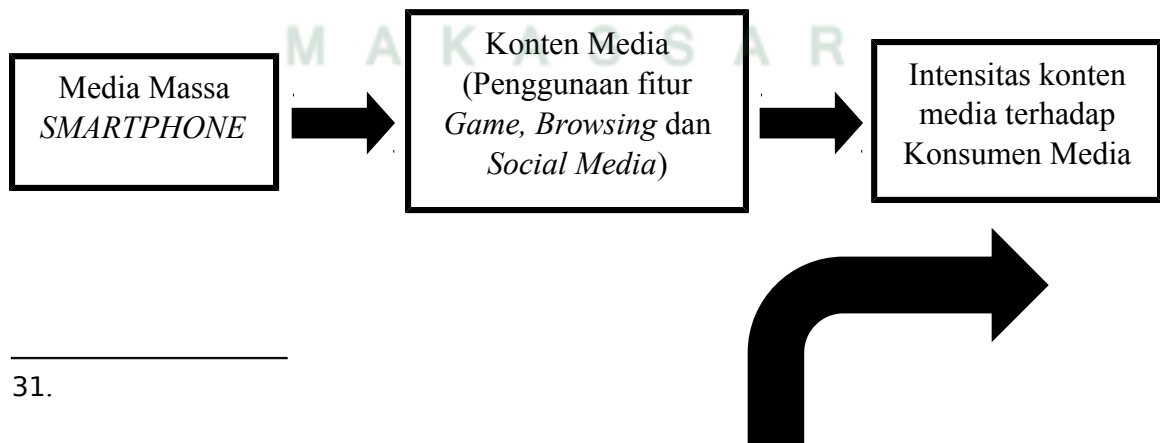 MAKASSAR
Media Massa
SMARTPHONE
Konten Media
(Penggunaan fitur
Game, Browsing dan
Social Media)
Intensitas konten
media terhadap
Konsumen Media
31.